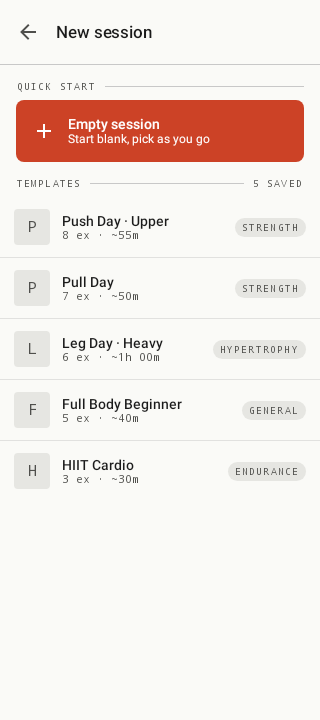 New session
QUICK START
Empty session
Start blank, pick as you go
TEMPLATES
5 SAVED
P
Push Day · Upper
8 ex · ~55m
STRENGTH
P
Pull Day
7 ex · ~50m
STRENGTH
L
Leg Day · Heavy
6 ex · ~1h 00m
HYPERTROPHY
F
Full Body Beginner
5 ex · ~40m
GENERAL
H
HIIT Cardio
3 ex · ~30m
ENDURANCE